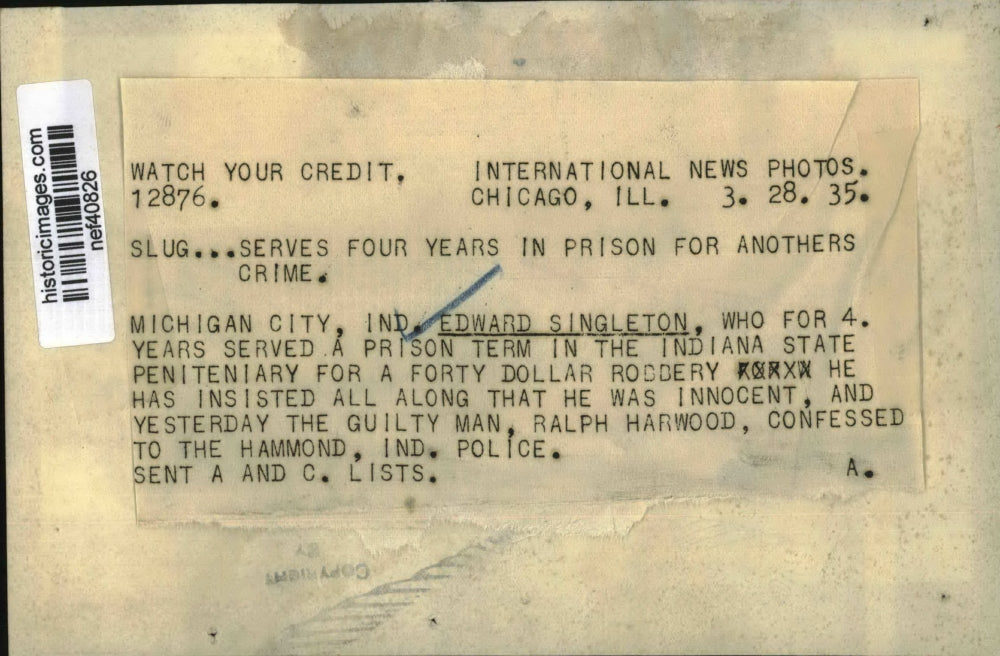 historicimages.com
nef40826
WATCH YOUR CREDIT. INTERNATIONAL NEWS PHOTOS.
12876. CHICAGO, ILL. 3. 28. 35.
SLUG...SERVES FOUR YEARS IN PRISON FOR ANOTHERS
CRIME.
MICHIGAN CITY, IND. EDWARD SINGLETON, WHO FOR 4.
YEARS SERVED A PRISON TERM IN THE INDIANA STATE
PENITENIARY FOR A FORTY DOLLAR ROBBERY HE
HAS INSISTED ALL ALONG THAT HE WAS INNOCENT, AND
YESTERDAY THE GUILTY MAN, RALPH HARWOOD, CONFESSED
TO THE HAMMOND, IND. POLICE.
SENT A AND C. LISTS. A.
COPYRIGHT
BY